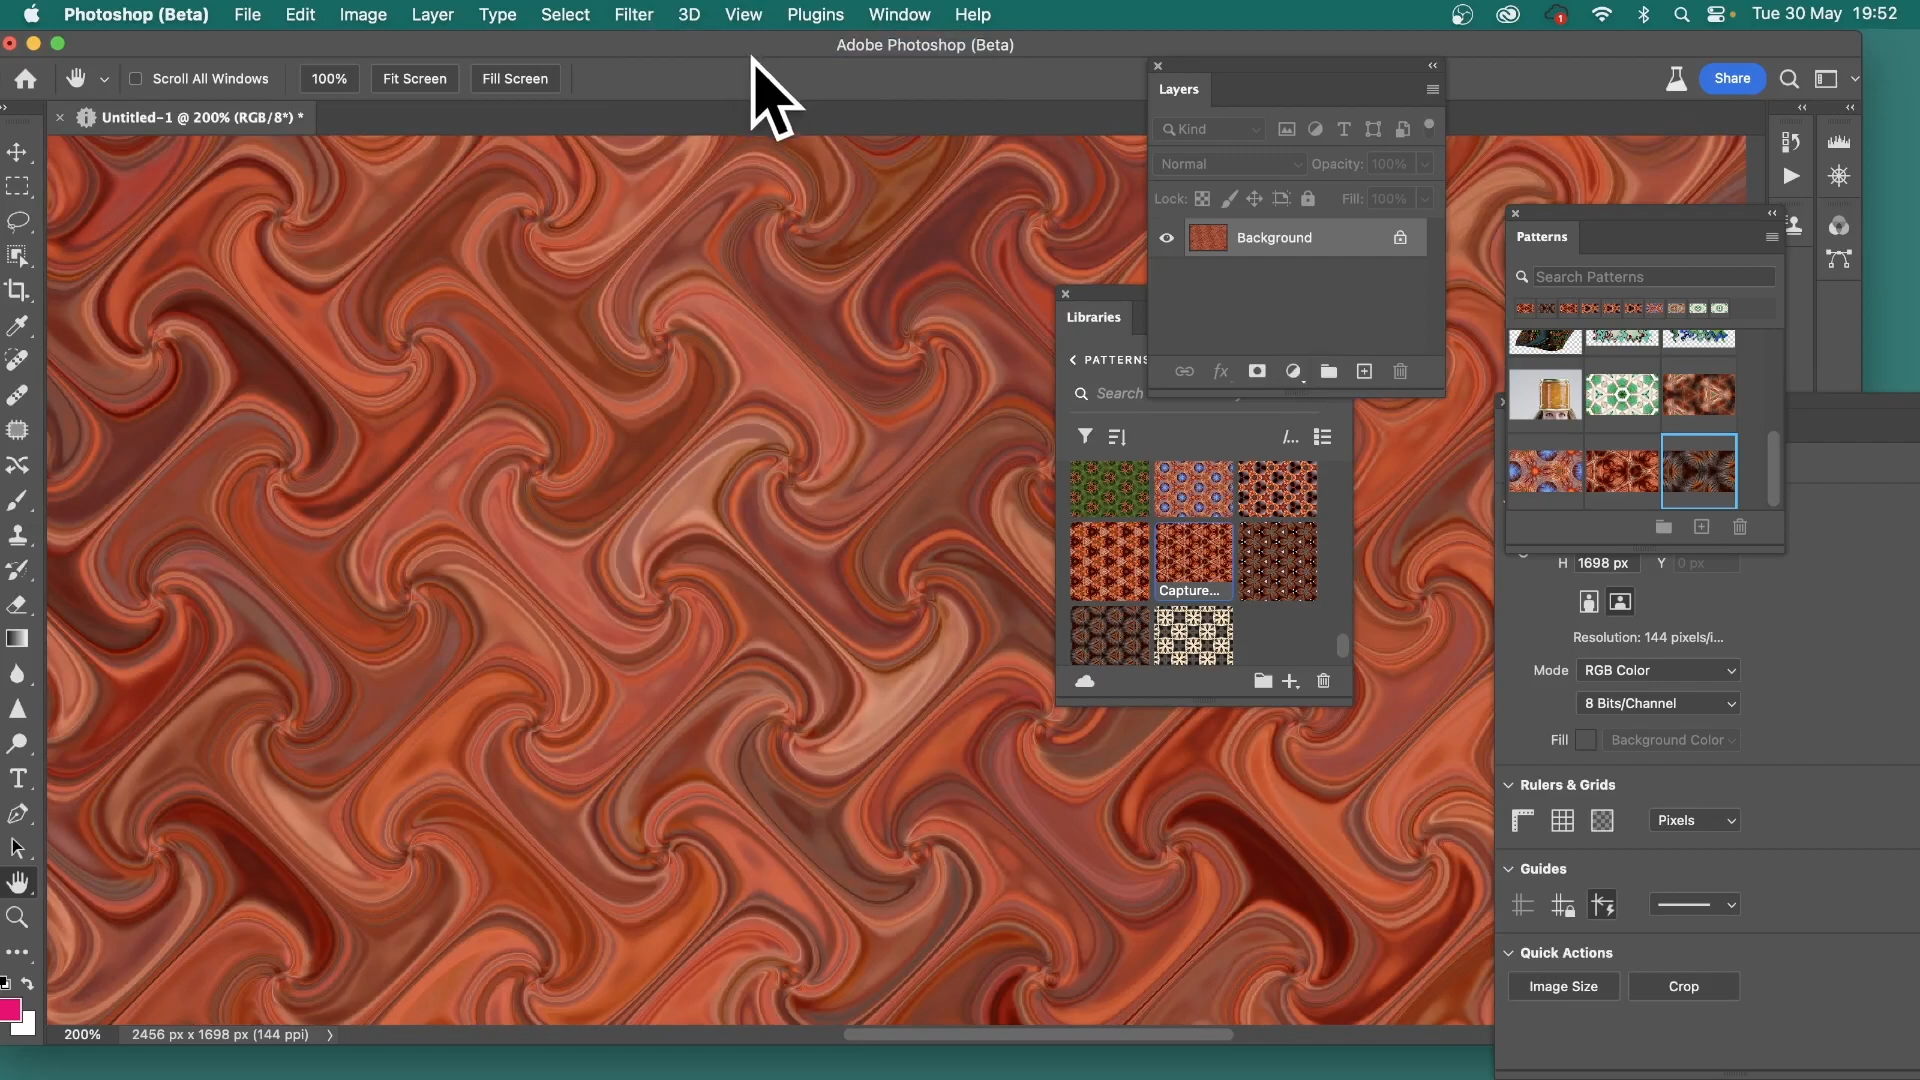 Photoshop (Beta) File Edit Image Layer Type Select Filter 3D View Plugins Window Help 1 Tue 30 May 19:52
Adobe Photoshop (Beta)
Scroll All Windows 100% Fit Screen Fill Screen Share
Untitled-1 @ 200% (RGB/8*) *
Layers
Kind
Normal Opacity: 100%
Lock: Fill: 100%
Background
Patterns
Search Patterns
Libraries
PATTERNS
Search
/...
Capture...
H 1698 px Y 0 px
Resolution: 144 pixels/i...
Mode RGB Color
8 Bits/Channel
Fill Background Color
Rulers & Grids
Pixels
Guides
Quick Actions
Image Size Crop
200% 2456 px x 1698 px (144 ppi)